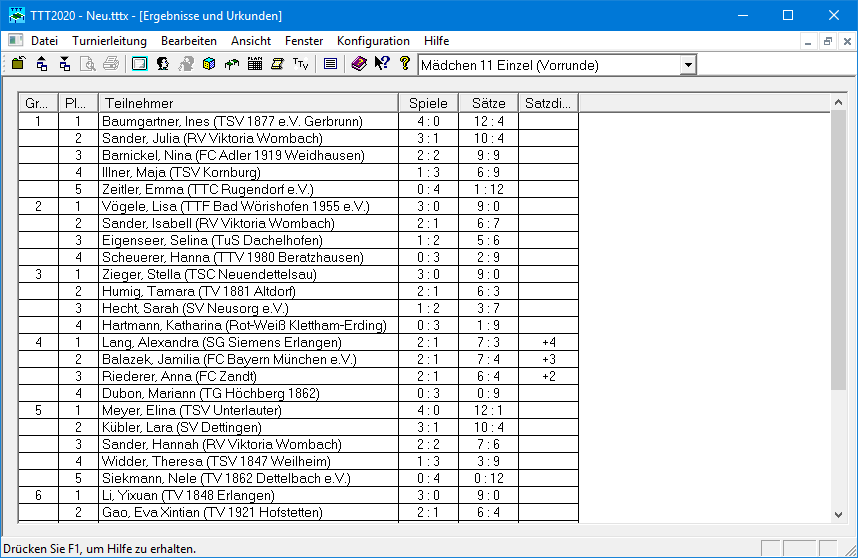 TTT2020 - Neu.tttx - [Ergebnisse und Urkunden]
Datei Turnierleitung Bearbeiten Ansicht Fenster Konfiguration Hilfe
Mädchen 11 Einzel (Vorrunde)
Gr... Pl... Teilnehmer Spiele Sätze Satzdi...
1 1 Baumgartner, Ines (TSV 1877 e.V. Gerbrunn) 4 : 0 12 : 4
2 Sander, Julia (RV Viktoria Wombach) 3 : 1 10 : 4
3 Barnickel, Nina (FC Adler 1919 Weidhausen) 2 : 2 9 : 9
4 Illner, Maja (TSV Kornburg) 1 : 3 6 : 9
5 Zeitler, Emma (TTC Rugendorf e.V.) 0 : 4 1 : 12
2 1 Vögele, Lisa (TTF Bad Wörishofen 1955 e.V.) 3 : 0 9 : 0
2 Sander, Isabell (RV Viktoria Wombach) 2 : 1 6 : 7
3 Eigenseer, Selina (TuS Dachelhofen) 1 : 2 5 : 6
4 Scheuerer, Hanna (TTV 1980 Beratzhausen) 0 : 3 2 : 9
3 1 Zieger, Stella (TSC Neuendettelsau) 3 : 0 9 : 0
2 Humig, Tamara (TV 1881 Altdorf) 2 : 1 6 : 3
3 Hecht, Sarah (SV Neusorg e.V.) 1 : 2 3 : 7
4 Hartmann, Katharina (Rot-Weiß Klettham-Erding) 0 : 3 1 : 9
4 1 Lang, Alexandra (SG Siemens Erlangen) 2 : 1 7 : 3 +4
2 Balazek, Jamilia (FC Bayern München e.V.) 2 : 1 7 : 4 +3
3 Riederer, Anna (FC Zandt) 2 : 1 6 : 4 +2
4 Dubon, Mariann (TG Höchberg 1862) 0 : 3 0 : 9
5 1 Meyer, Elina (TSV Unterlauter) 4 : 0 12 : 1
2 Kübler, Lara (SV Dettingen) 3 : 1 10 : 4
3 Sander, Hannah (RV Viktoria Wombach) 2 : 2 7 : 6
4 Widder, Theresa (TSV 1847 Weilheim) 1 : 3 3 : 9
5 Siekmann, Nele (TV 1862 Dettelbach e.V.) 0 : 4 0 : 12
6 1 Li, Yixuan (TV 1848 Erlangen) 3 : 0 9 : 0
2 Gao, Eva Xintian (TV 1921 Hofstetten) 2 : 1 6 : 4
Drücken Sie F1, um Hilfe zu erhalten.